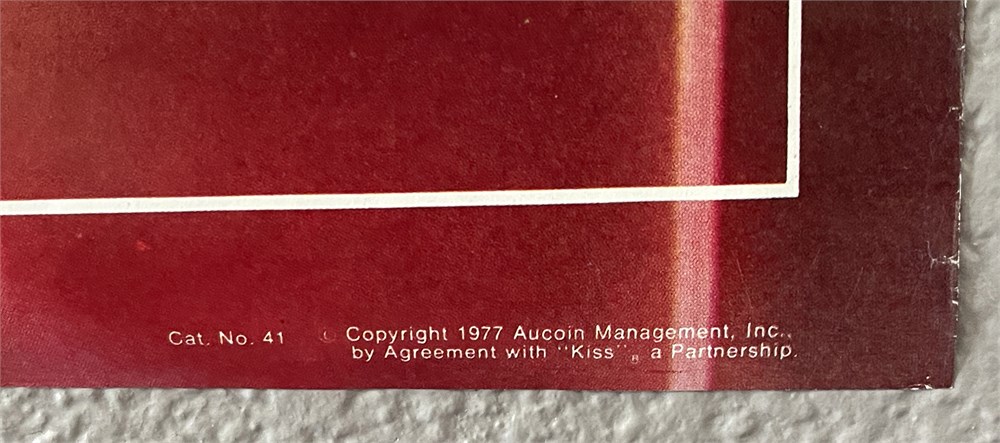 Cat. No. 41 © Copyright 1977 Aucoin Management, Inc.,
by Agreement with "Kiss"® a Partnership.